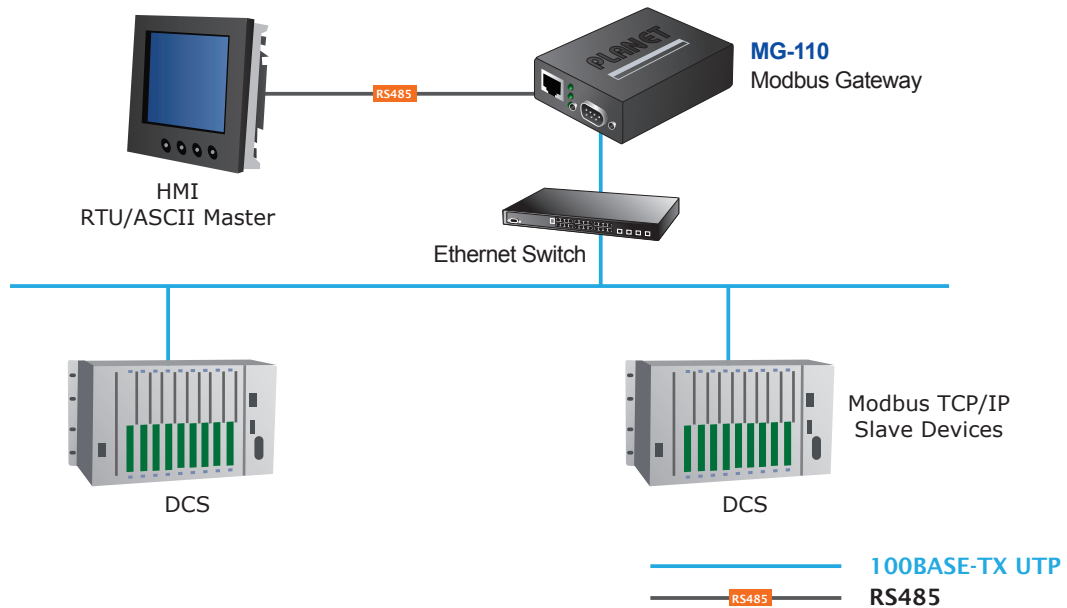 PLANET
MG-110
Modbus Gateway
RS485
HMI
RTU/ASCII Master
Ethernet Switch
Modbus TCP/IP
Slave Devices
DCS
DCS
100BASE-TX UTP
RS485
RS485